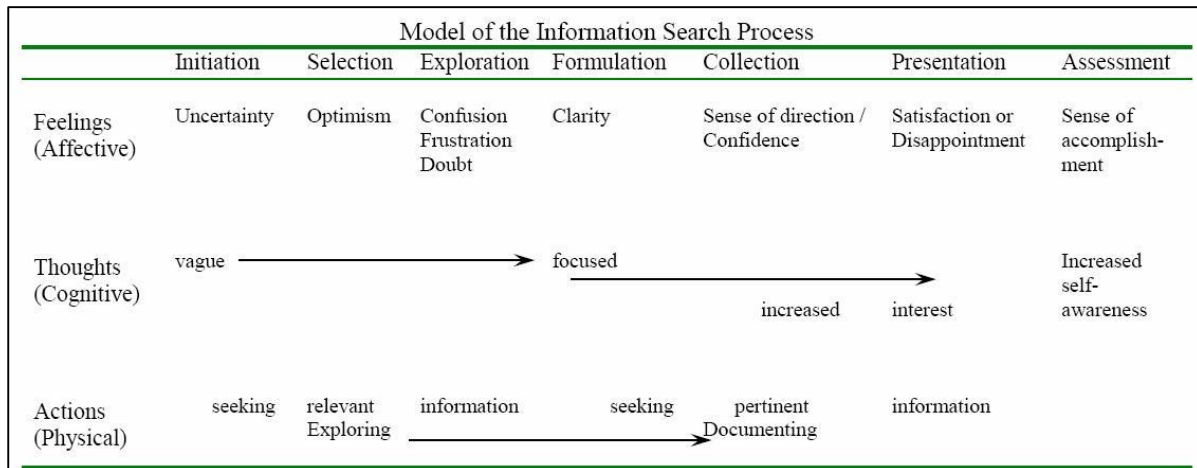 Model of the Information Search Process
Initiation Selection Exploration Formulation Collection Presentation Assessment
Feelings (Affective) Uncertainty Optimism Confusion Frustration Doubt Clarity Sense of direction / Confidence Satisfaction or Disappointment Sense of accomplish-ment
Thoughts (Cognitive) vague focused Increased self-awareness
increased interest
Actions (Physical) seeking relevant information seeking pertinent information
Exploring Documenting